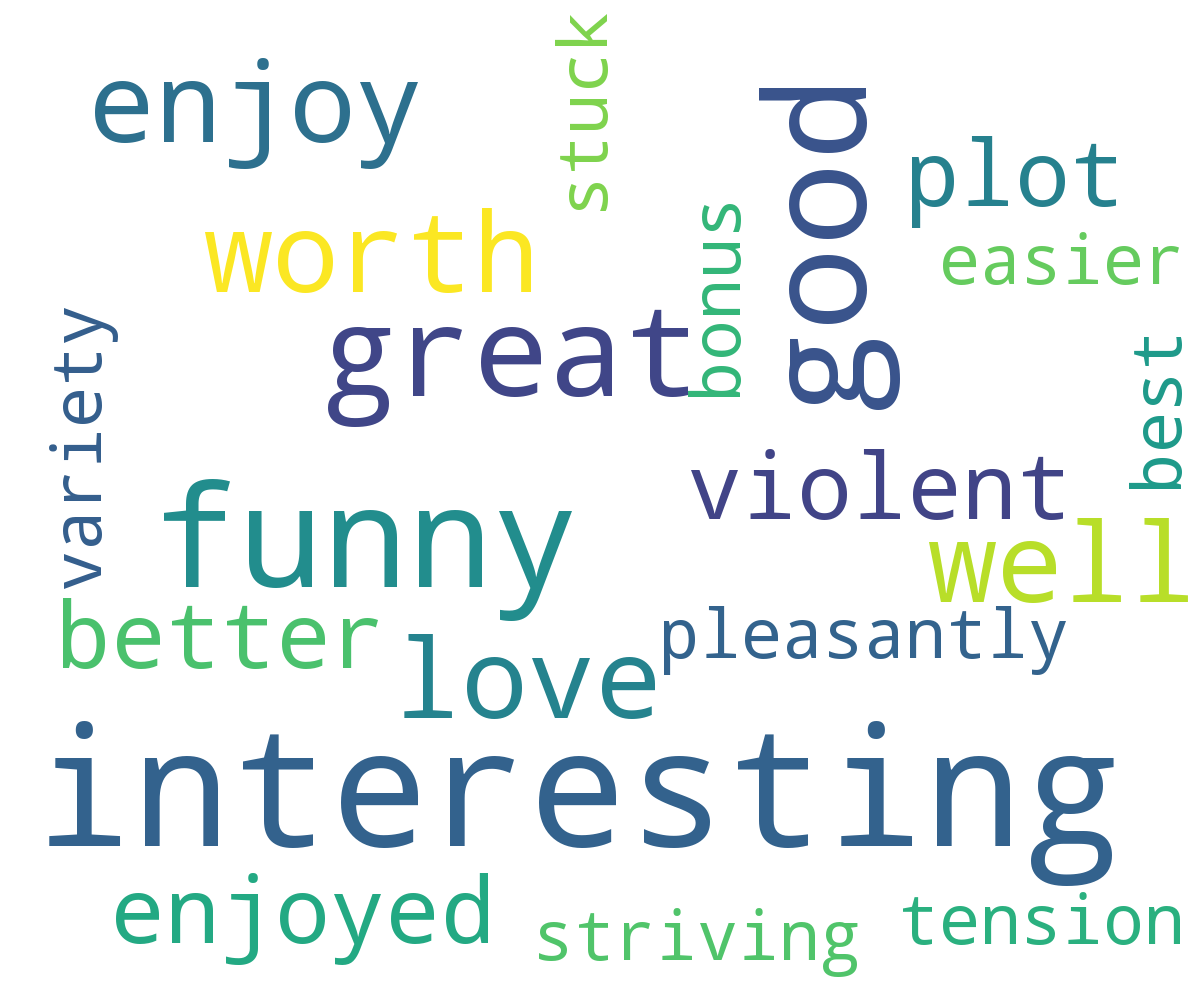 stuck
enjoy
good
plot
worth
bonus
easier
great
variety
best
violent
funny
well
better
pleasantly
love
interesting
enjoyed
striving
tension